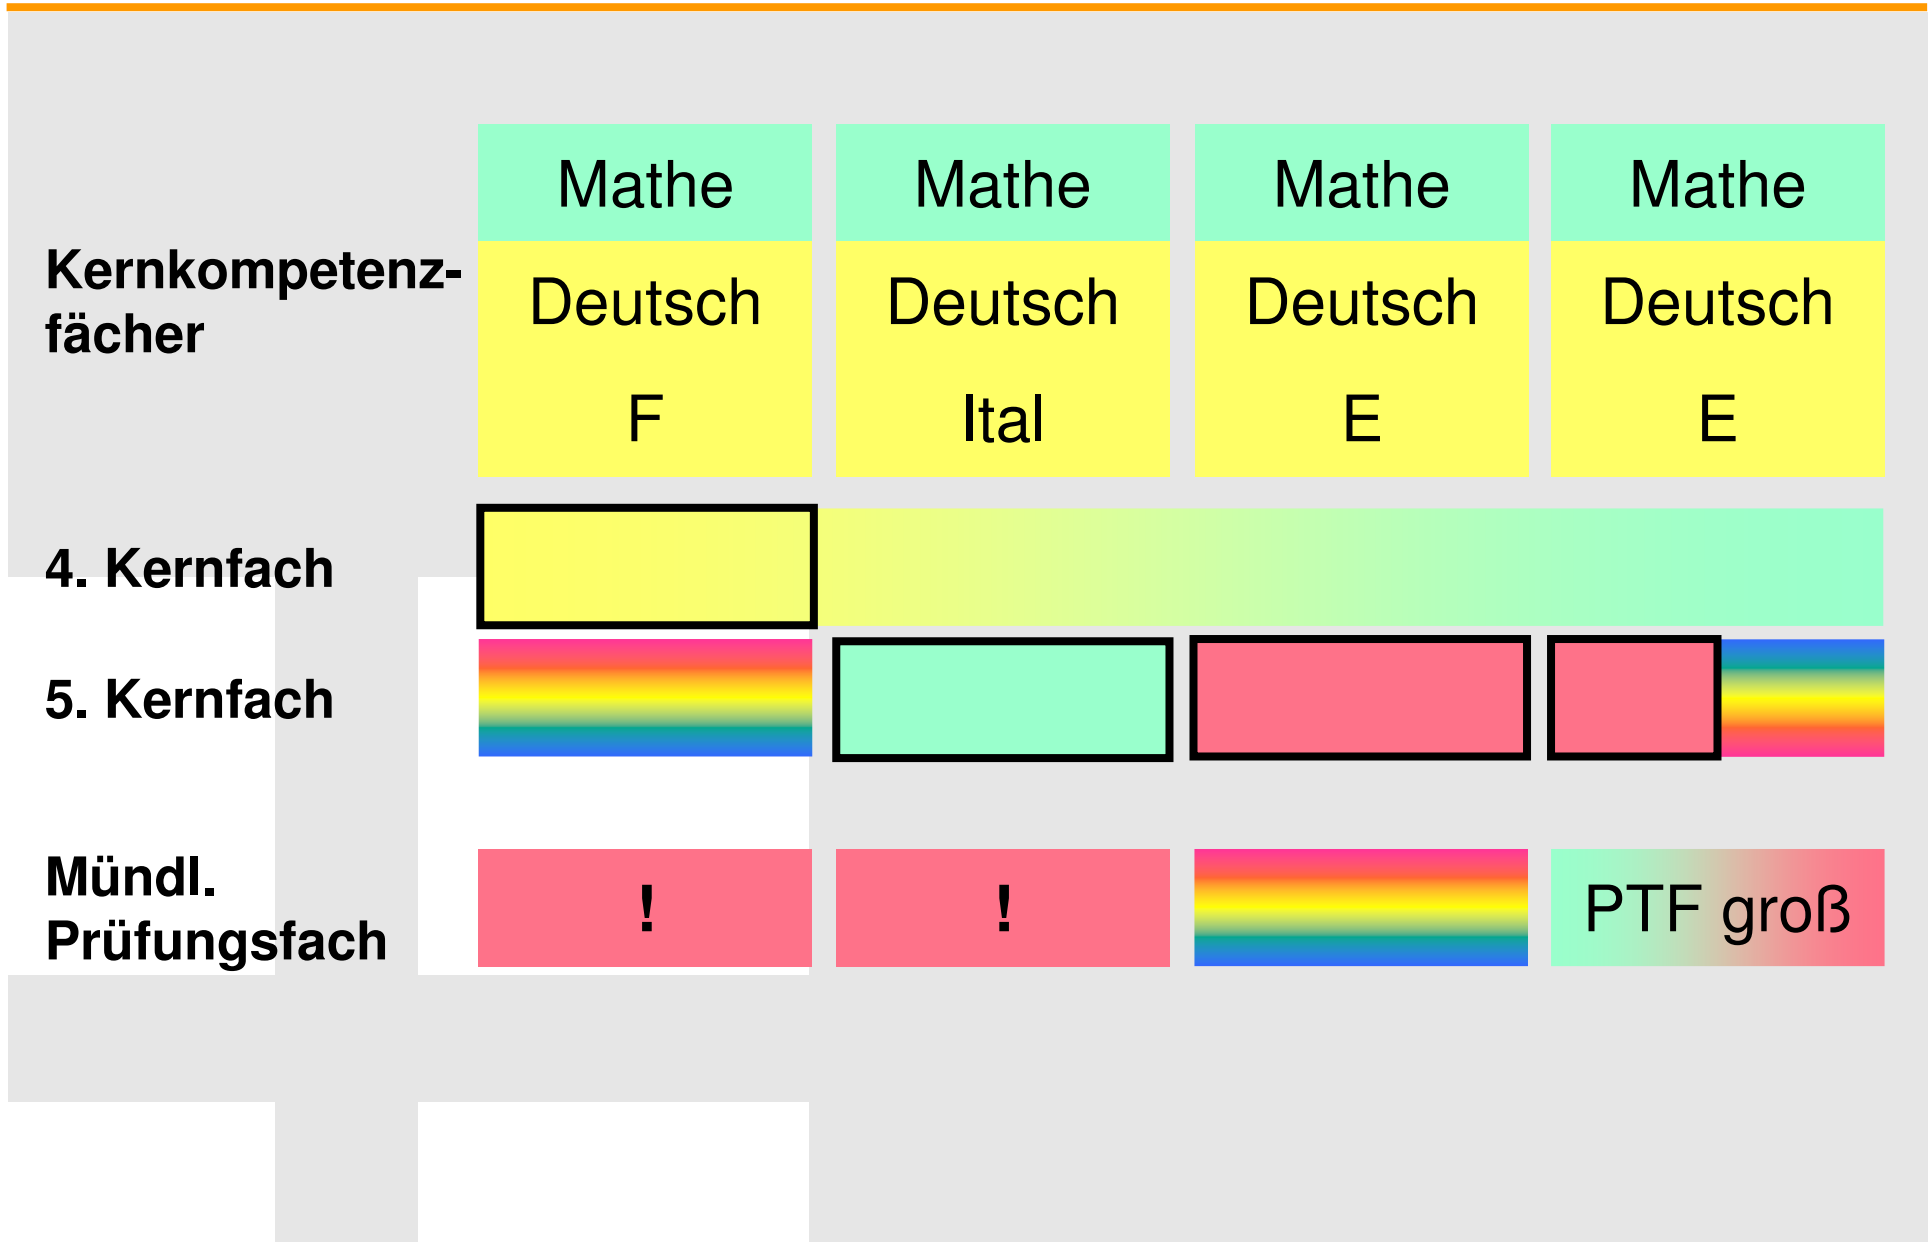 Mathe Mathe Mathe Mathe
Kernkompetenz-
fächer
Deutsch Deutsch Deutsch Deutsch
F Ital E E
4. Kernfach
5. Kernfach
Mündl.
Prüfungsfach
! ! PTF groß